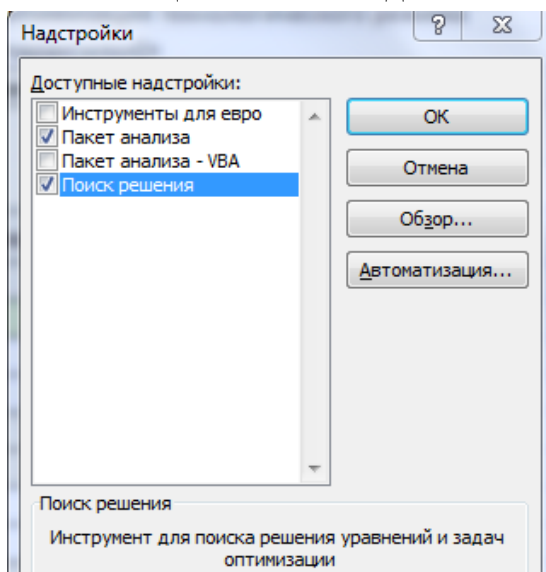 Надстройки
Доступные надстройки:
Инструменты для евро
Пакет анализа
Пакет анализа - VBA
Поиск решения
ОК
Отмена
Обзор...
Автоматизация...
Поиск решения
Инструмент для поиска решения уравнений и задач
оптимизации